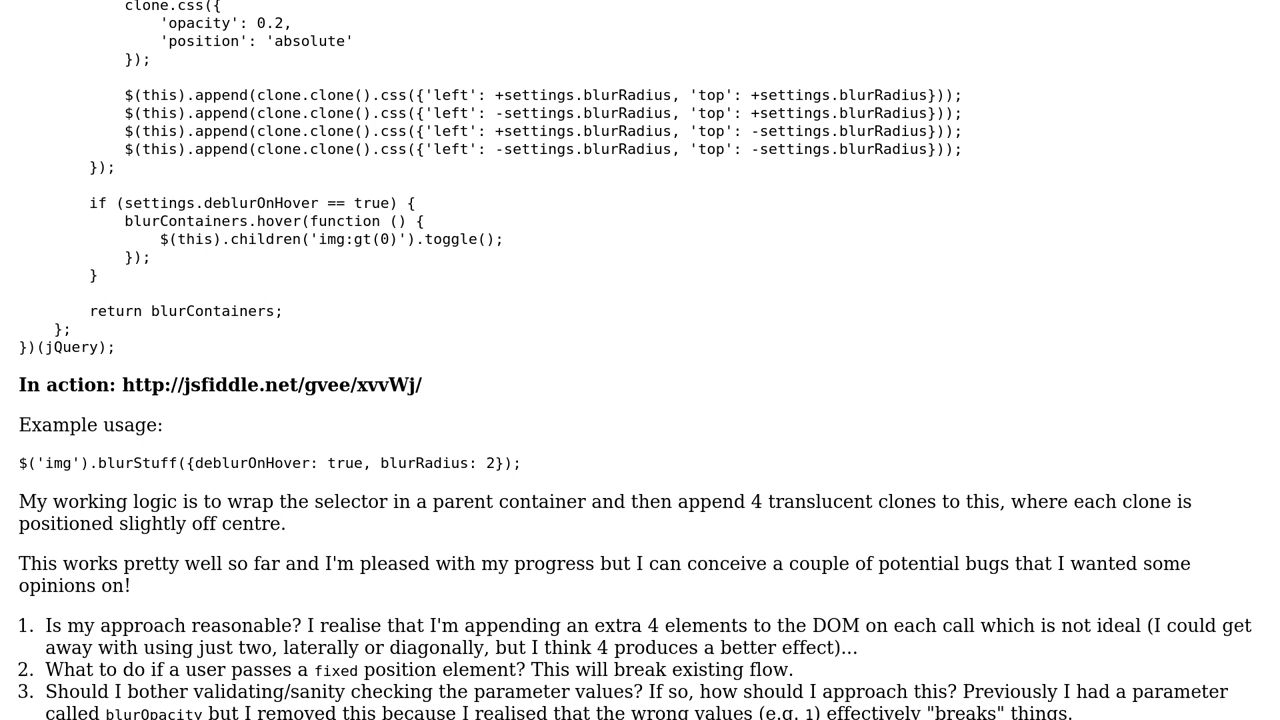 clone.css({
'opacity': 0.2,
'position': 'absolute'
});
$(this).append(clone.clone().css({'left': +settings.blurRadius, 'top': +settings.blurRadius}));
$(this).append(clone.clone().css({'left': -settings.blurRadius, 'top': +settings.blurRadius}));
$(this).append(clone.clone().css({'left': +settings.blurRadius, 'top': -settings.blurRadius}));
$(this).append(clone.clone().css({'left': -settings.blurRadius, 'top': -settings.blurRadius}));
});
if (settings.deblurOnHover == true) {
blurContainers.hover(function () {
$(this).children('img:gt(0)').toggle();
});
}
return blurContainers;
};
})(jQuery);
In action: http://jsfiddle.net/gvee/xvvWj/
Example usage:
$('img').blurStuff({deblurOnHover: true, blurRadius: 2});
My working logic is to wrap the selector in a parent container and then append 4 translucent clones to this, where each clone is
positioned slightly off centre.
This works pretty well so far and I'm pleased with my progress but I can conceive a couple of potential bugs that I wanted some
opinions on!
1. Is my approach reasonable? I realise that I'm appending an extra 4 elements to the DOM on each call which is not ideal (I could get
away with using just two, laterally or diagonally, but I think 4 produces a better effect)...
2. What to do if a user passes a fixed position element? This will break existing flow.
3. Should I bother validating/sanity checking the parameter values? If so, how should I approach this? Previously I had a parameter
called blurOpacity but I removed this because I realised that the wrong values (e.g. 1) effectively "breaks" things.